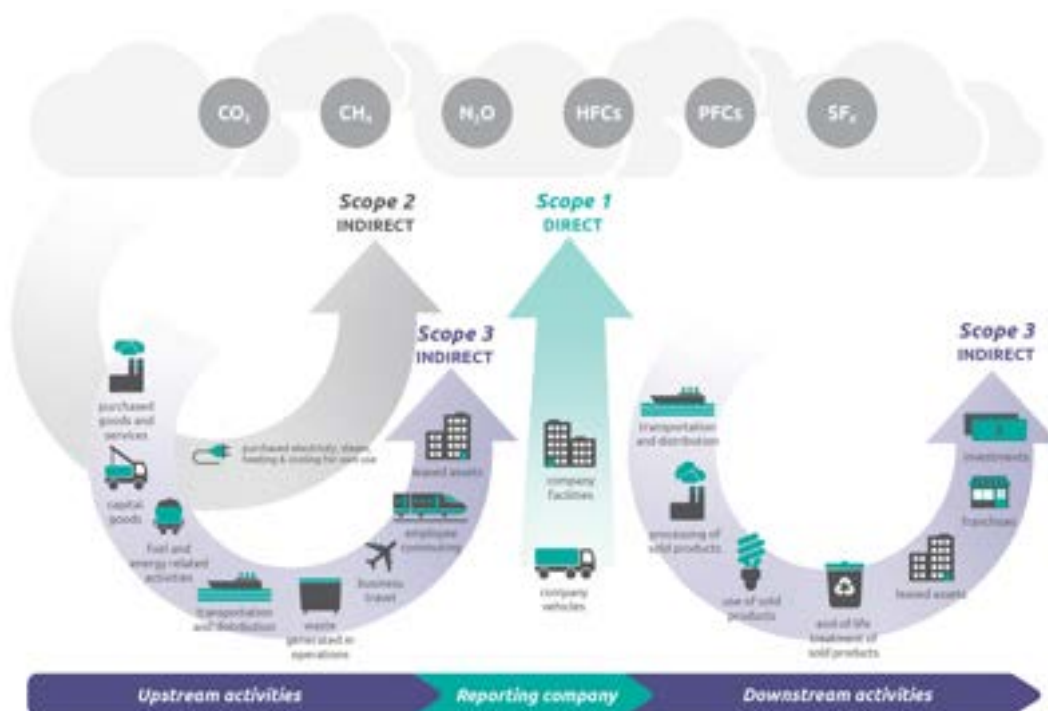 CO₂
CH₄
N₂O
HFCs
PFCs
SF₆
Scope 2
INDIRECT
Scope 1
DIRECT
Scope 3
INDIRECT
Scope 3
INDIRECT
purchased
goods and
services
capital
goods
fuel and
energy related
activities
transportation
and distribution
waste
generated in
operations
business
travel
employee
commuting
leased assets
purchased electricity, steam,
heating & cooling for own use
company
facilities
company
vehicles
transportation
and distribution
processing of
sold products
use of sold
products
end of life
treatment of
sold products
leased assets
franchises
investments
Upstream activities
Reporting company
Downstream activities